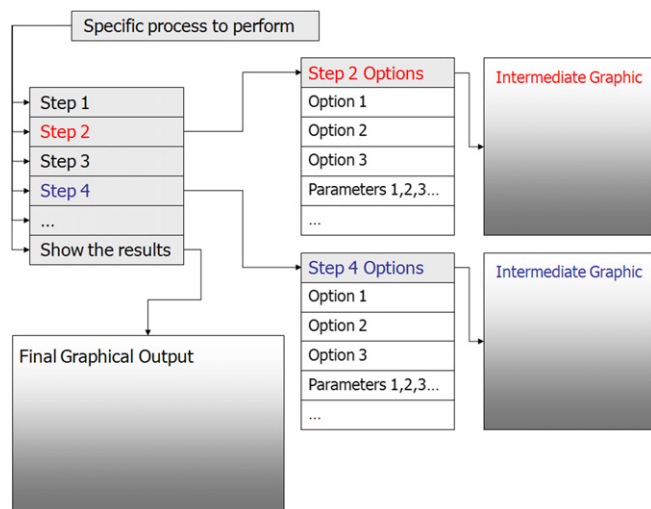 Specific process to perform
Step 1
Step 2
Step 3
Step 4
...
Show the results
Step 2 Options
Option 1
Option 2
Option 3
Parameters 1,2,3...
...
Intermediate Graphic
Step 4 Options
Option 1
Option 2
Option 3
Parameters 1,2,3...
...
Intermediate Graphic
Final Graphical Output